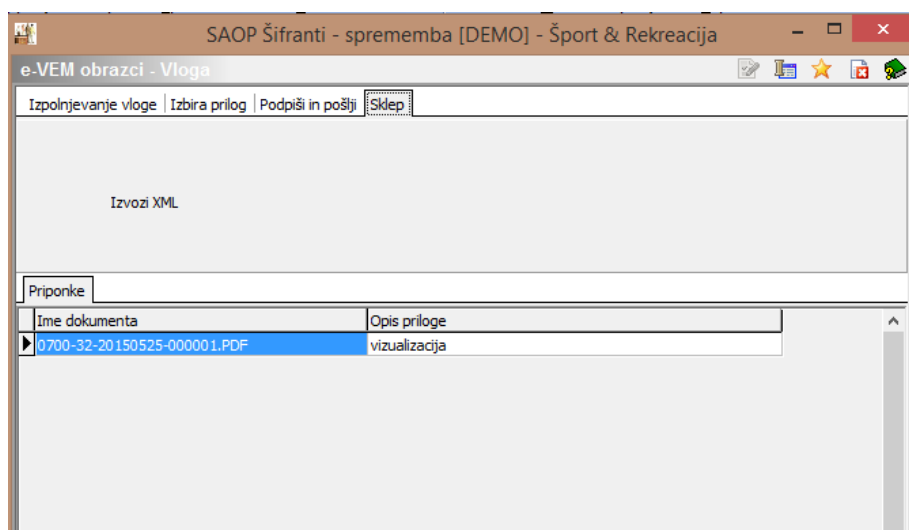 SAOP Šifranti - sprememba [DEMO] - Šport & Rekreacija
e-VEM obrazci - Vloga
Izpolnjevanje vloge Izbira prilog Podpiši in pošlji Sklep
Izvozi XML
Priponke
Ime dokumenta Opis priloge
0700-32-20150525-000001.PDF vizualizacija